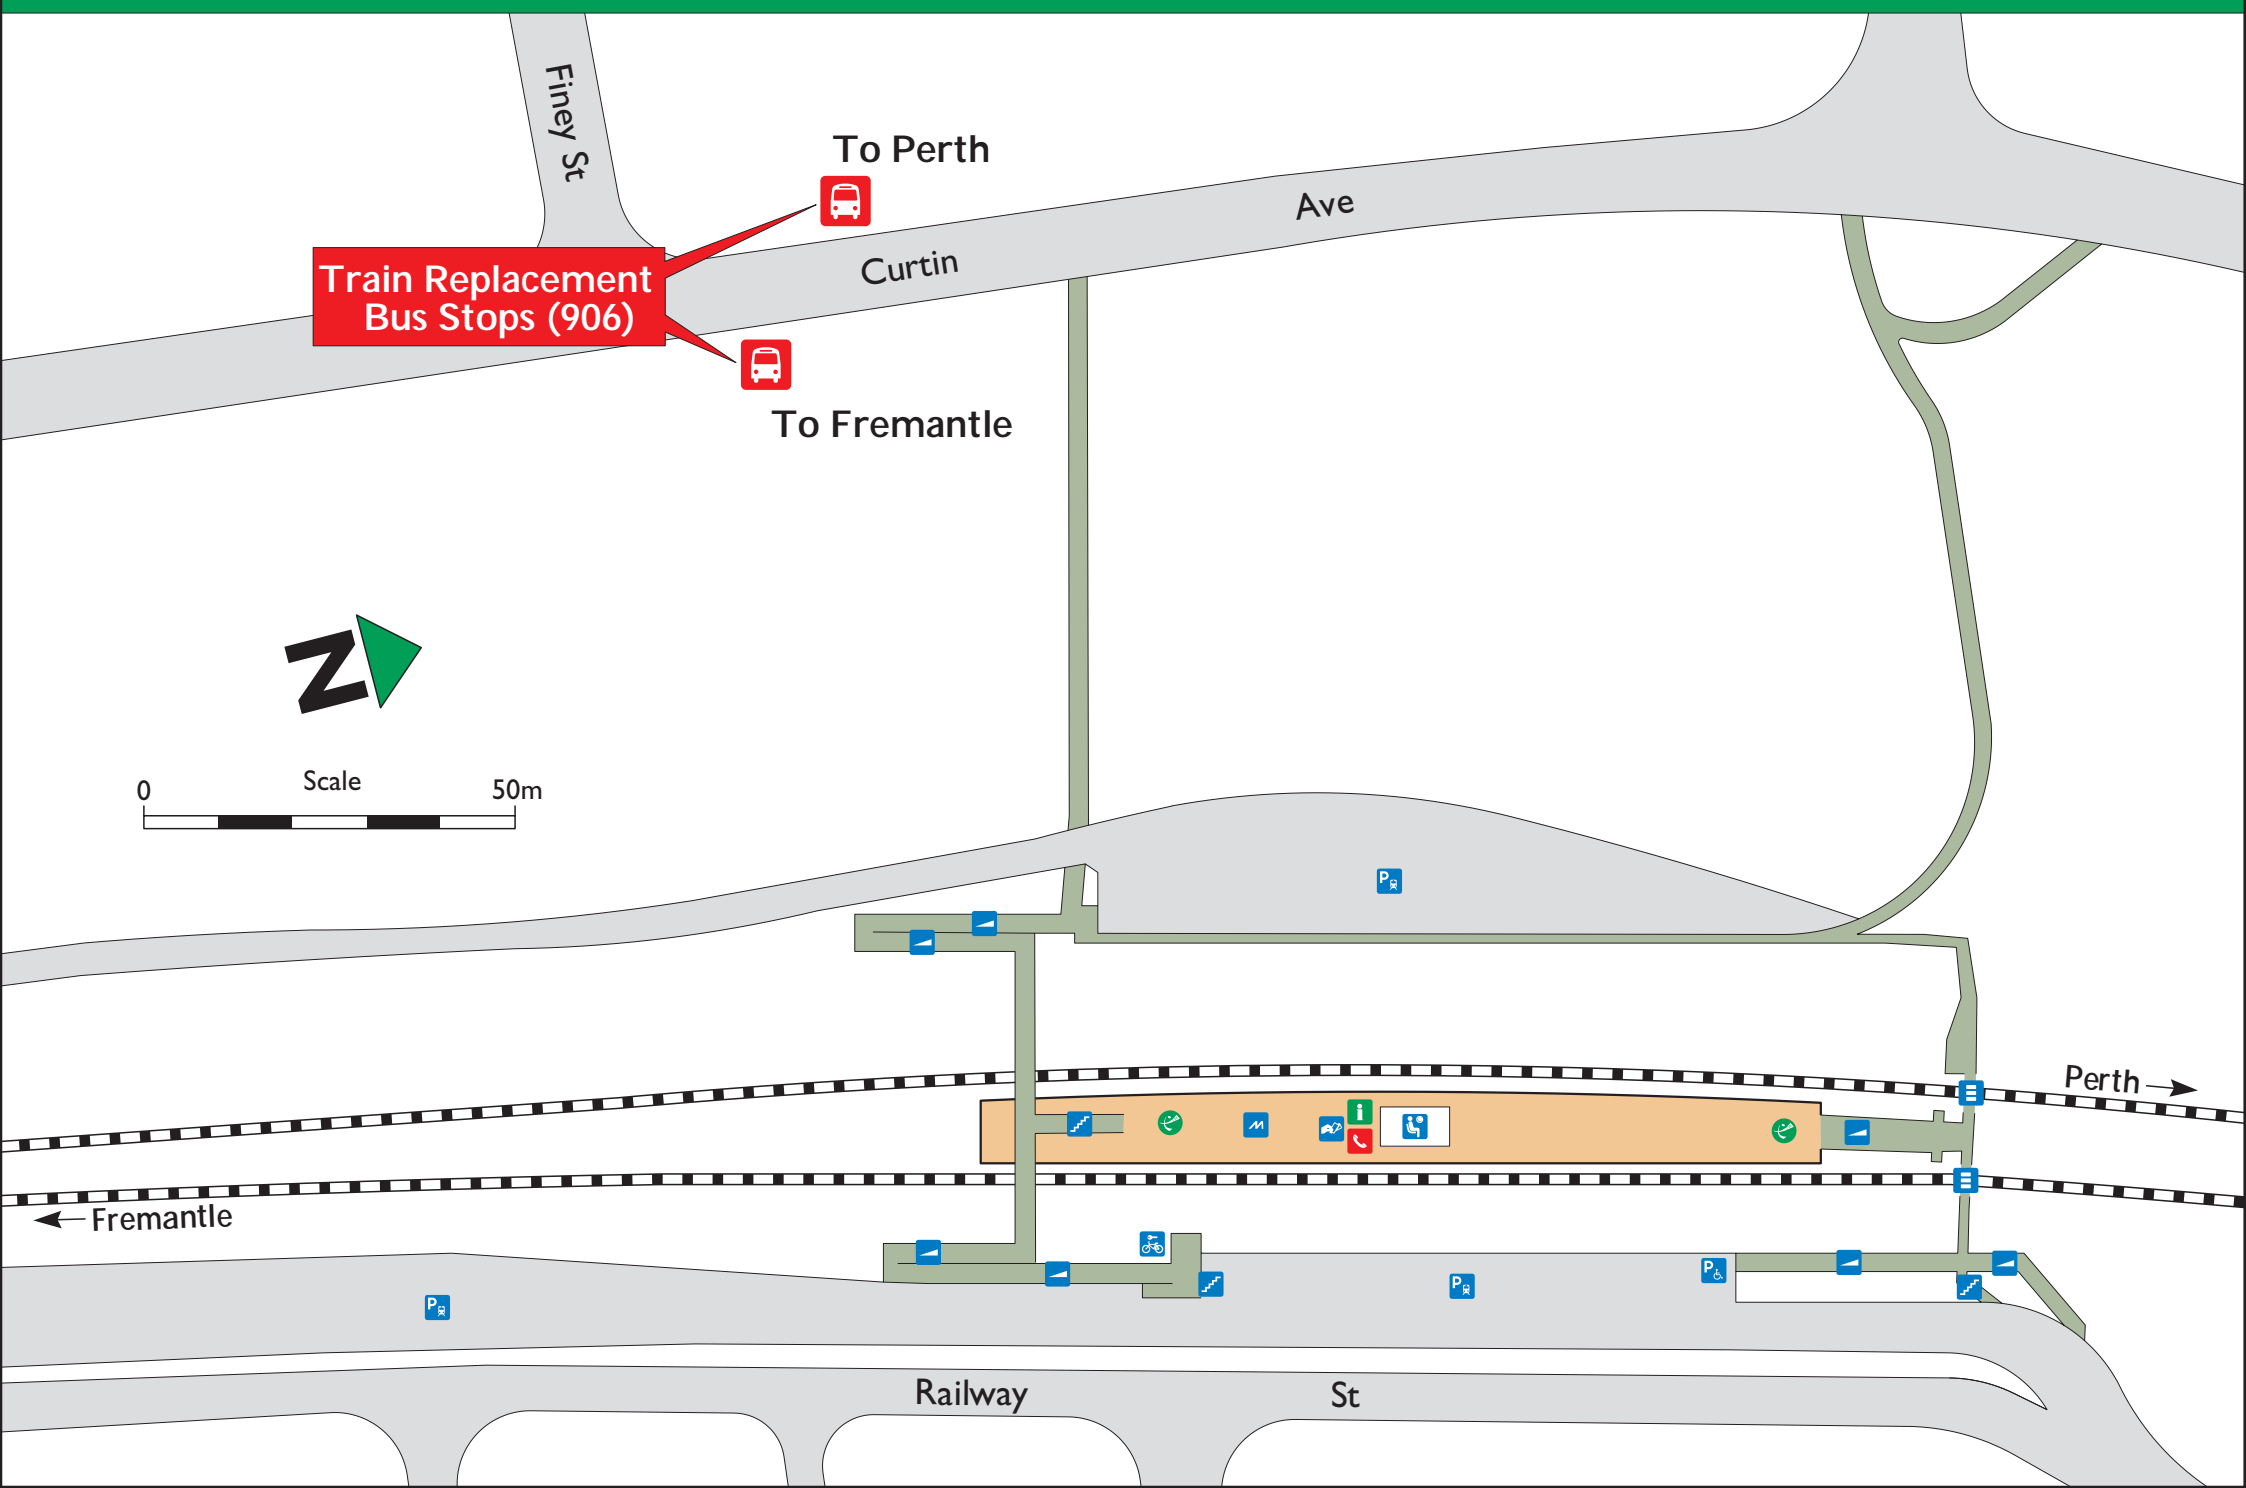 Finey St
To Perth
Ave
Curtin
Train Replacement
Bus Stops (906)
To Fremantle
N
Scale
0
50m
P
Perth
i
Fremantle
P
P
P
Railway
St